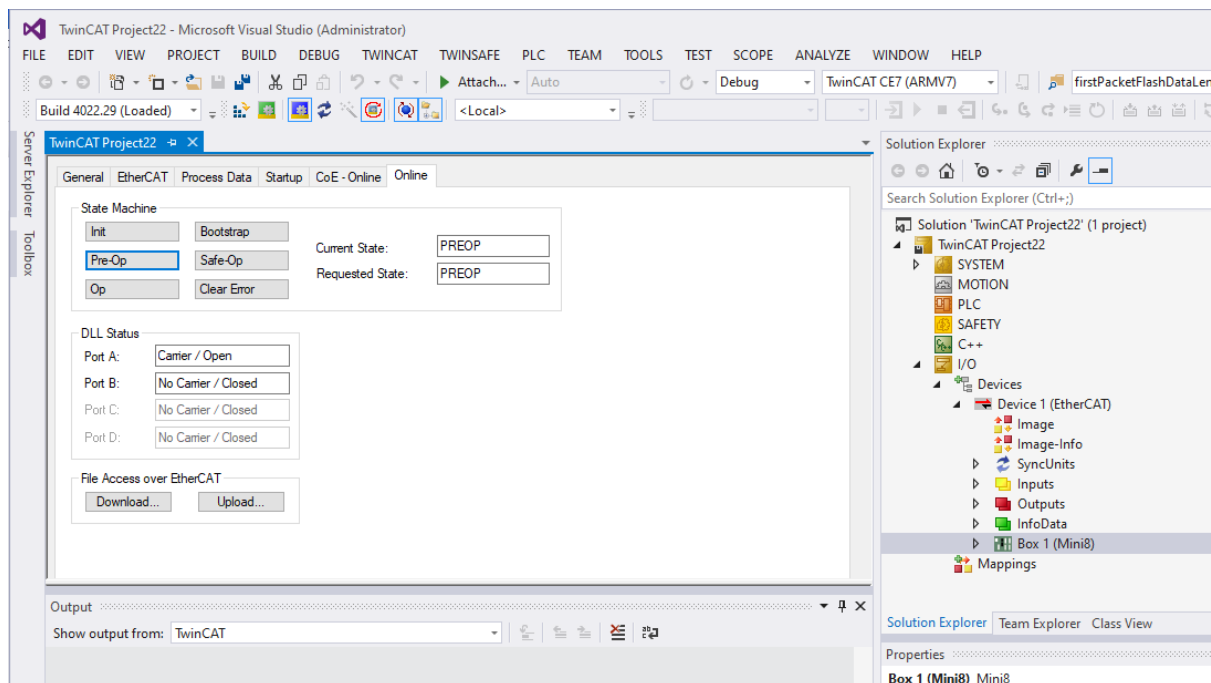 TwinCAT Project22 - Microsoft Visual Studio (Administrator)
FILE EDIT VIEW PROJECT BUILD DEBUG TWINCAT TWINSAFE PLC TEAM TOOLS TEST SCOPE ANALYZE WINDOW HELP
Attach... Auto Debug TwinCAT CE7 (ARMV7) firstPacketFlashDataLen
Build 4022.29 (Loaded) <Local>
Server Explorer
Toolbox
TwinCAT Project22
General EtherCAT Process Data Startup CoE - Online Online
State Machine
Init Bootstrap
Current State: PREOP
Pre-Op Safe-Op
Requested State: PREOP
Op Clear Error
DLL Status
Port A: Carrier / Open
Port B: No Carrier / Closed
Port C: No Carrier / Closed
Port D: No Carrier / Closed
File Access over EtherCAT
Download... Upload...
Output
Show output from: TwinCAT
Solution Explorer
Search Solution Explorer (Ctrl+;)
Solution 'TwinCAT Project22' (1 project)
TwinCAT Project22
SYSTEM
MOTION
PLC
SAFETY
C++
I/O
Devices
Device 1 (EtherCAT)
Image
Image-Info
SyncUnits
Inputs
Outputs
InfoData
Box 1 (Mini8)
Mappings
Solution Explorer Team Explorer Class View
Properties
Box 1 (Mini8) Mini8